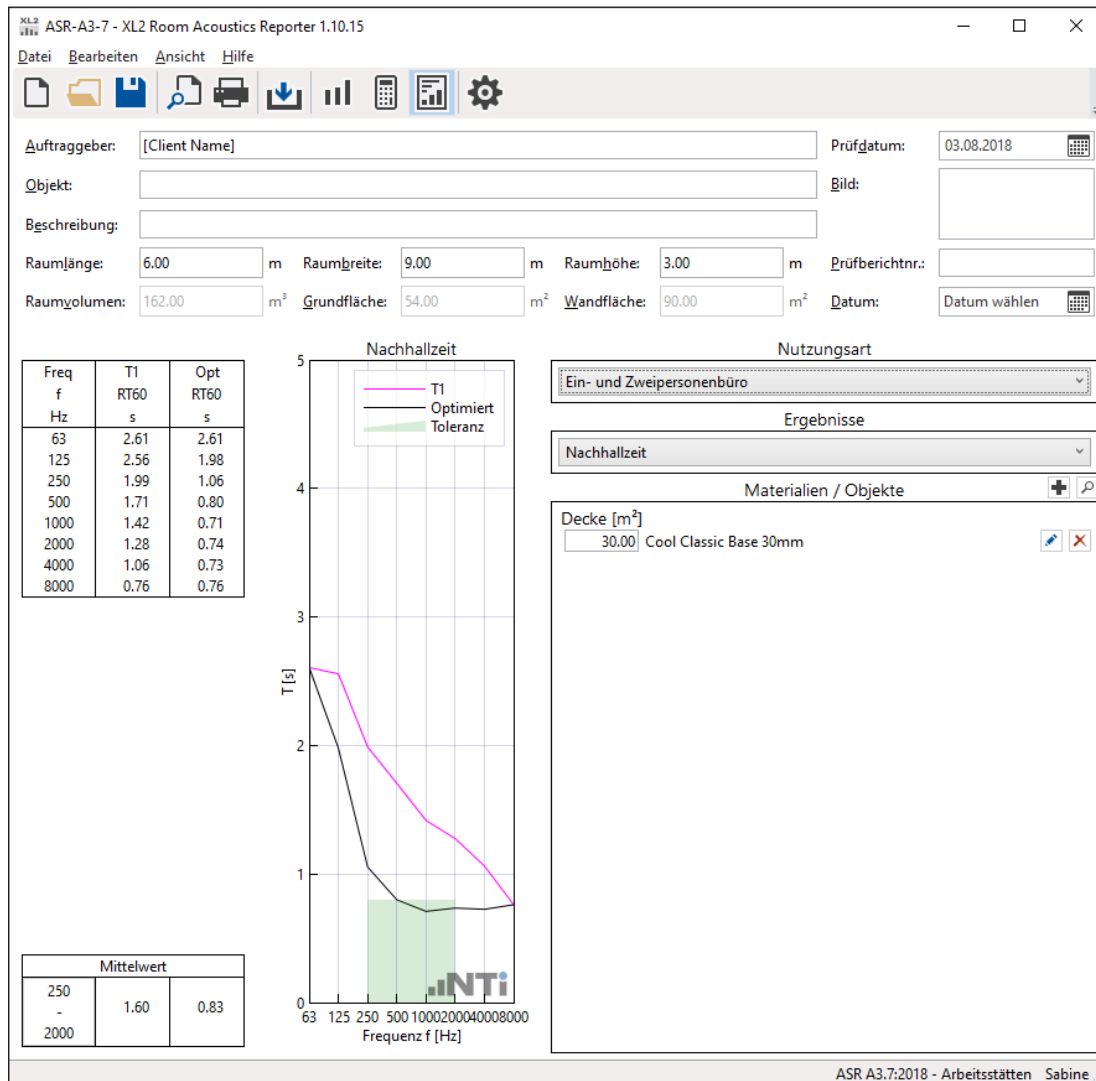 XL2 ASR-A3-7 - XL2 Room Acoustics Reporter 1.10.15
Datei Bearbeiten Ansicht Hilfe
Auftraggeber: [Client Name] Prüfdatum: 03.08.2018
Objekt: Bild:
Beschreibung:
Raumlänge: 6.00 m Raumbreite: 9.00 m Raumhöhe: 3.00 m Prüfberichtnr.:
Raumvolumen: 162.00 m³ Grundfläche: 54.00 m² Wandfläche: 90.00 m² Datum: Datum wählen
Freq T1 Opt
f RT60 RT60
Hz s s
63 2.61 2.61
125 2.56 1.98
250 1.99 1.06
500 1.71 0.80
1000 1.42 0.71
2000 1.28 0.74
4000 1.06 0.73
8000 0.76 0.76
Mittelwert
250 - 2000 1.60 0.83
Nachhallzeit
T1
Optimiert
Toleranz
5
4
3
2
1
0
T [s]
NTi
63 125 250 500 1000 2000 4000 8000
Frequenz f [Hz]
Nutzungsart
Ein- und Zweipersonenbüro
Ergebnisse
Nachhallzeit
Materialien / Objekte
Decke [m²]
30.00 Cool Classic Base 30mm
ASR A3.7:2018 - Arbeitsstätten Sabine